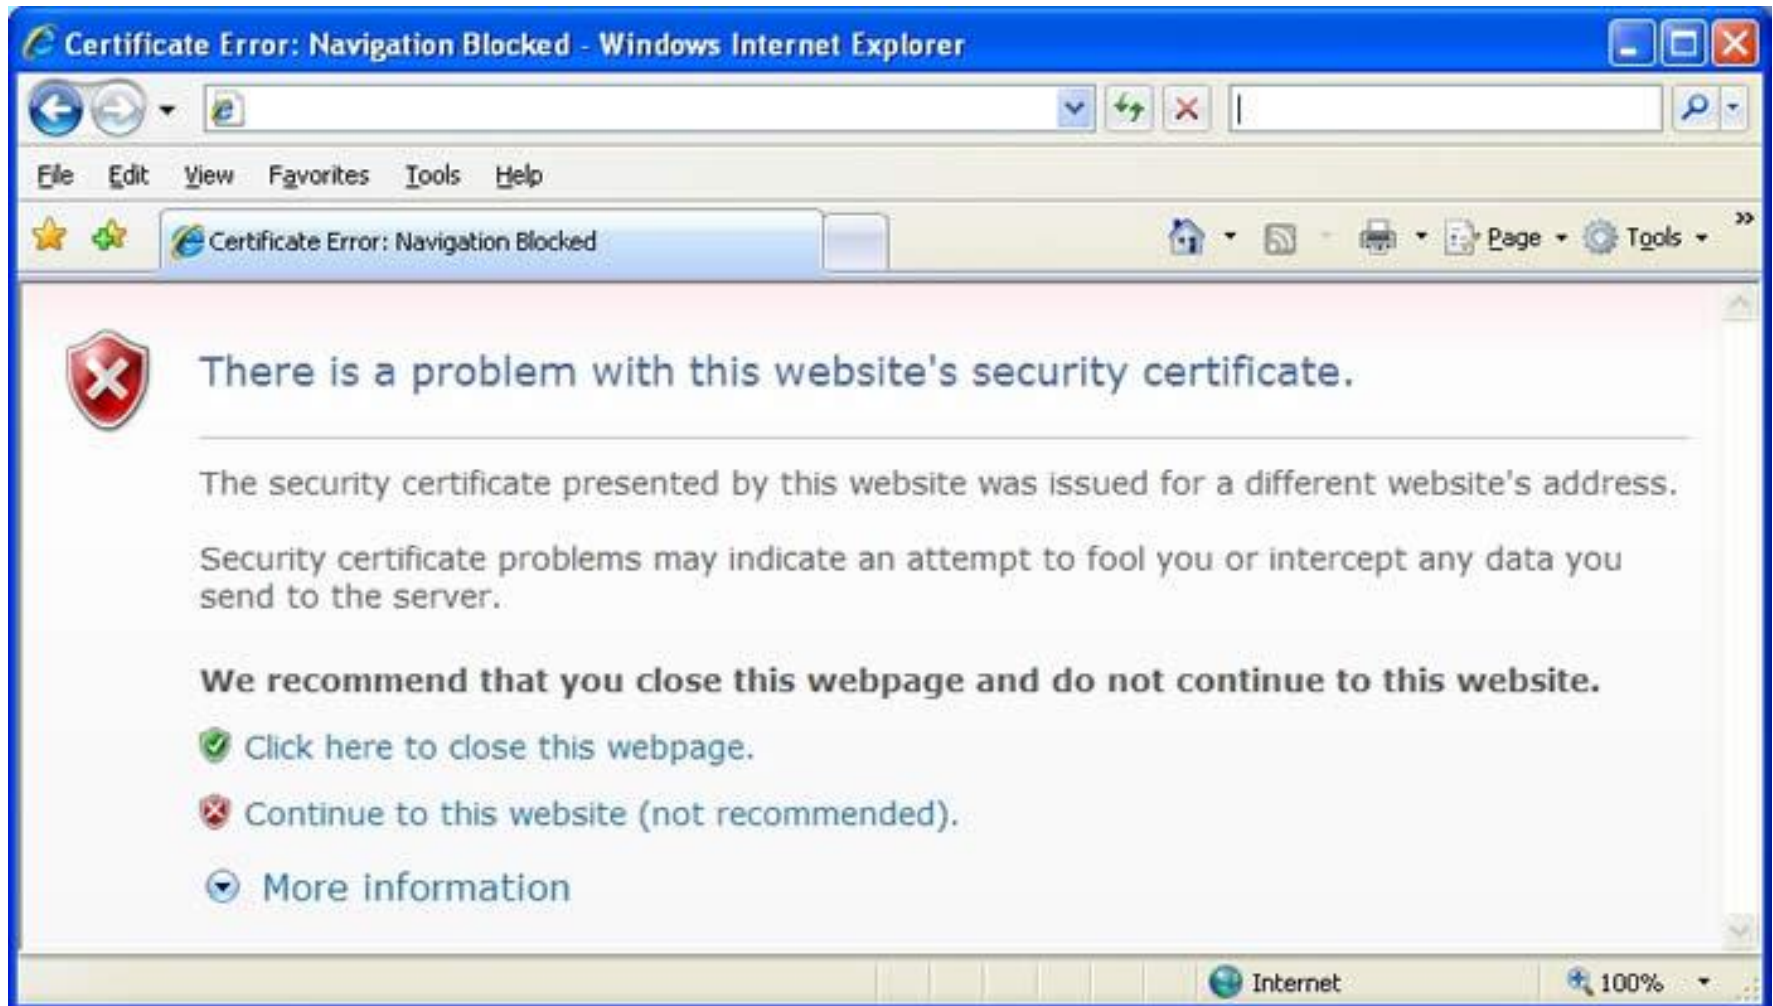 Certificate Error: Navigation Blocked - Windows Internet Explorer
File Edit View Favorites Tools Help
Certificate Error: Navigation Blocked
Page Tools »
There is a problem with this website's security certificate.
The security certificate presented by this website was issued for a different website's address.
Security certificate problems may indicate an attempt to fool you or intercept any data you
send to the server.
We recommend that you close this webpage and do not continue to this website.
Click here to close this webpage.
Continue to this website (not recommended).
More information
Internet 100%